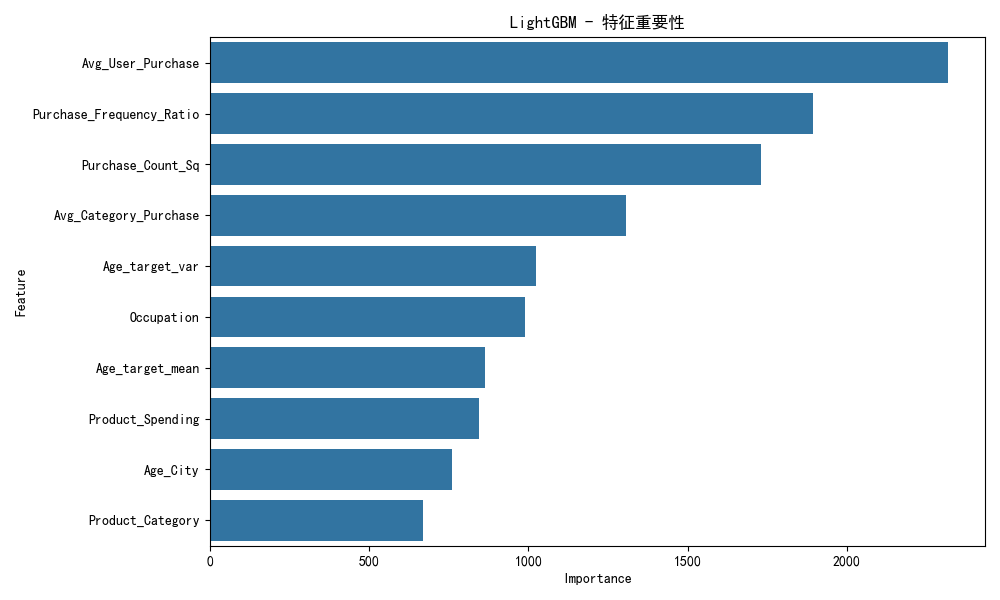 LightGBM - 特征重要性
Avg_User_Purchase
Purchase_Frequency_Ratio
Purchase_Count_Sq
Avg_Category_Purchase
Age_target_var
Occupation
Age_target_mean
Product_Spending
Age_City
Product_Category
Feature
0 500 1000 1500 2000
Importance